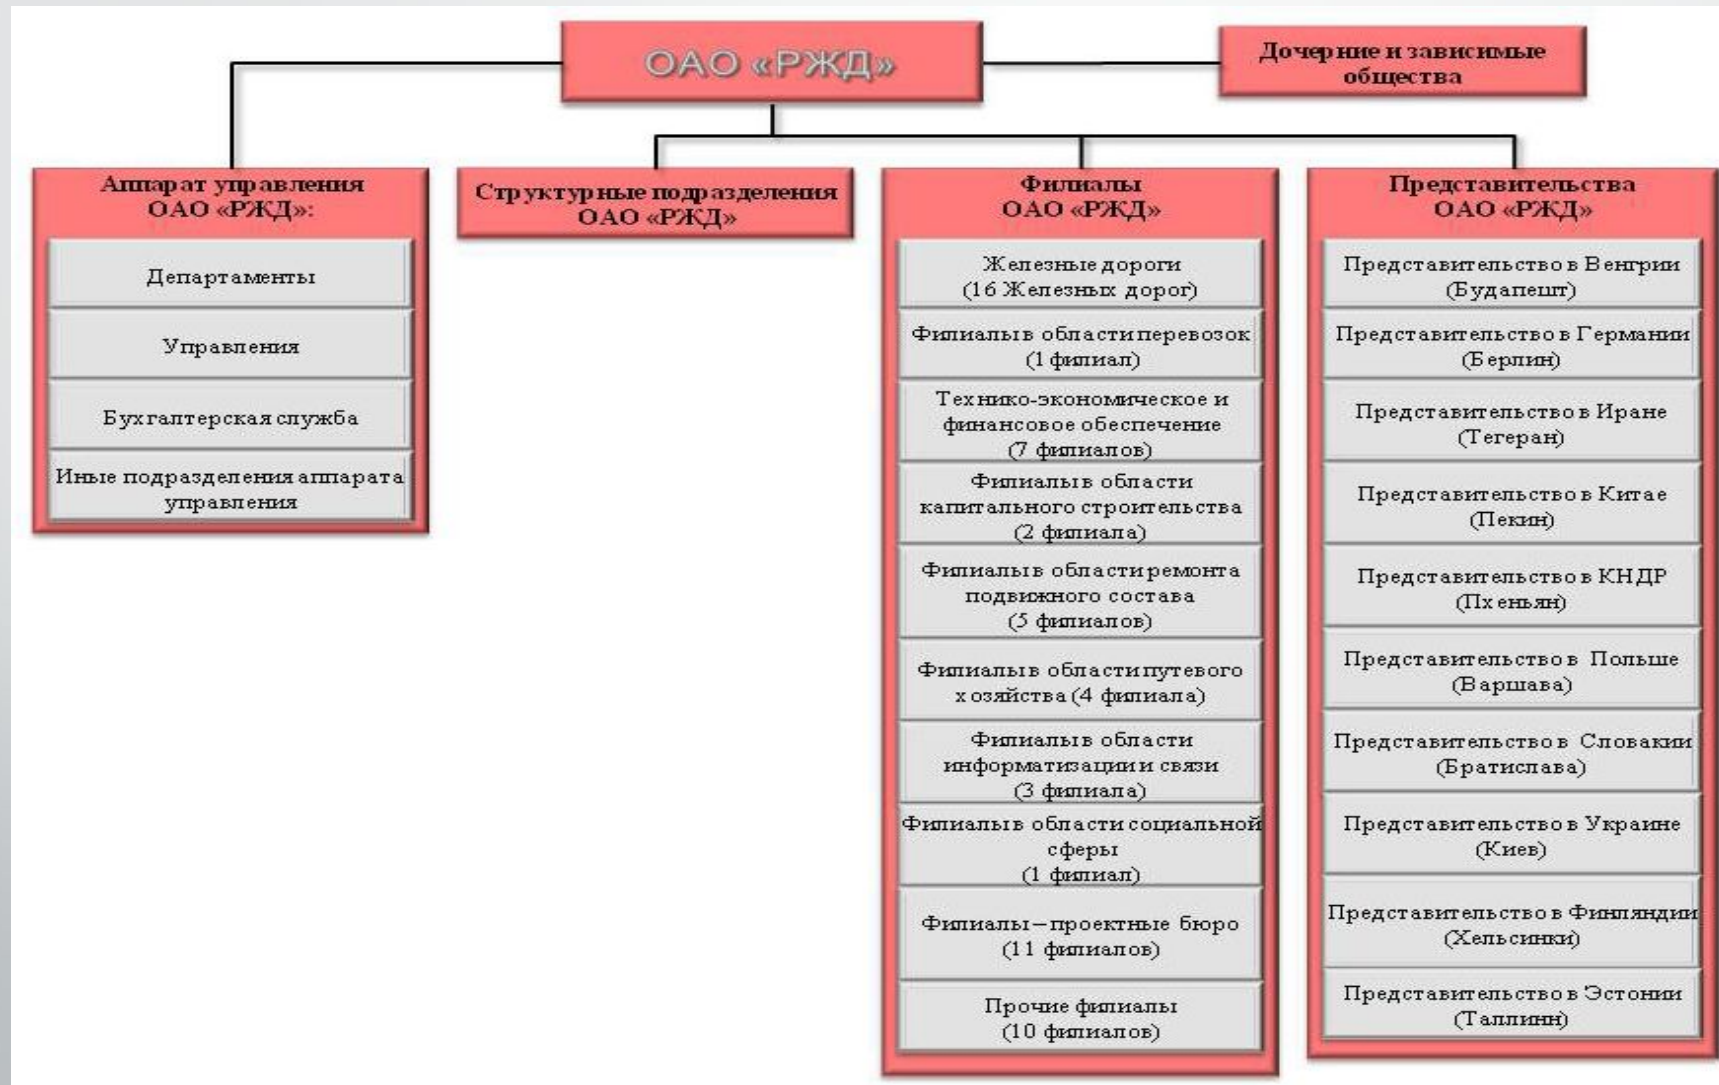 ОАО «РЖД»
Дочерние и зависимые
общества
Аппарат управления
ОАО «РЖД»:
Департаменты
Управления
Бухгалтерская служба
Иные подразделения аппарата
управления
Структурные подразделения
ОАО «РЖД»
Филиалы
ОАО «РЖД»
Железные дороги
(16 Железных дорог)
Филиалы в области перевозок
(1 филиал)
Технико-экономическое и
финансовое обеспечение
(7 филиалов)
Филиалы в области
капитального строительства
(2 филиала)
Филиалы в области ремонта
подвижного состава
(5 филиалов)
Филиалы в области путевого
хозяйства (4 филиала)
Филиалы в области
информатизации и связи
(3 филиала)
Филиалы в области социальной
сферы
(1 филиал)
Филиалы – проектные бюро
(11 филиалов)
Прочие филиалы
(10 филиалов)
Представительства
ОАО «РЖД»
Представительство в Венгрии
(Будапешт)
Представительство в Германии
(Берлин)
Представительство в Иране
(Тегеран)
Представительство в Китае
(Пекин)
Представительство в КНДР
(Пхеньян)
Представительство в Польше
(Варшава)
Представительство в Словакии
(Братислава)
Представительство в Украине
(Киев)
Представительство в Финляндии
(Хельсинки)
Представительство в Эстонии
(Таллинн)